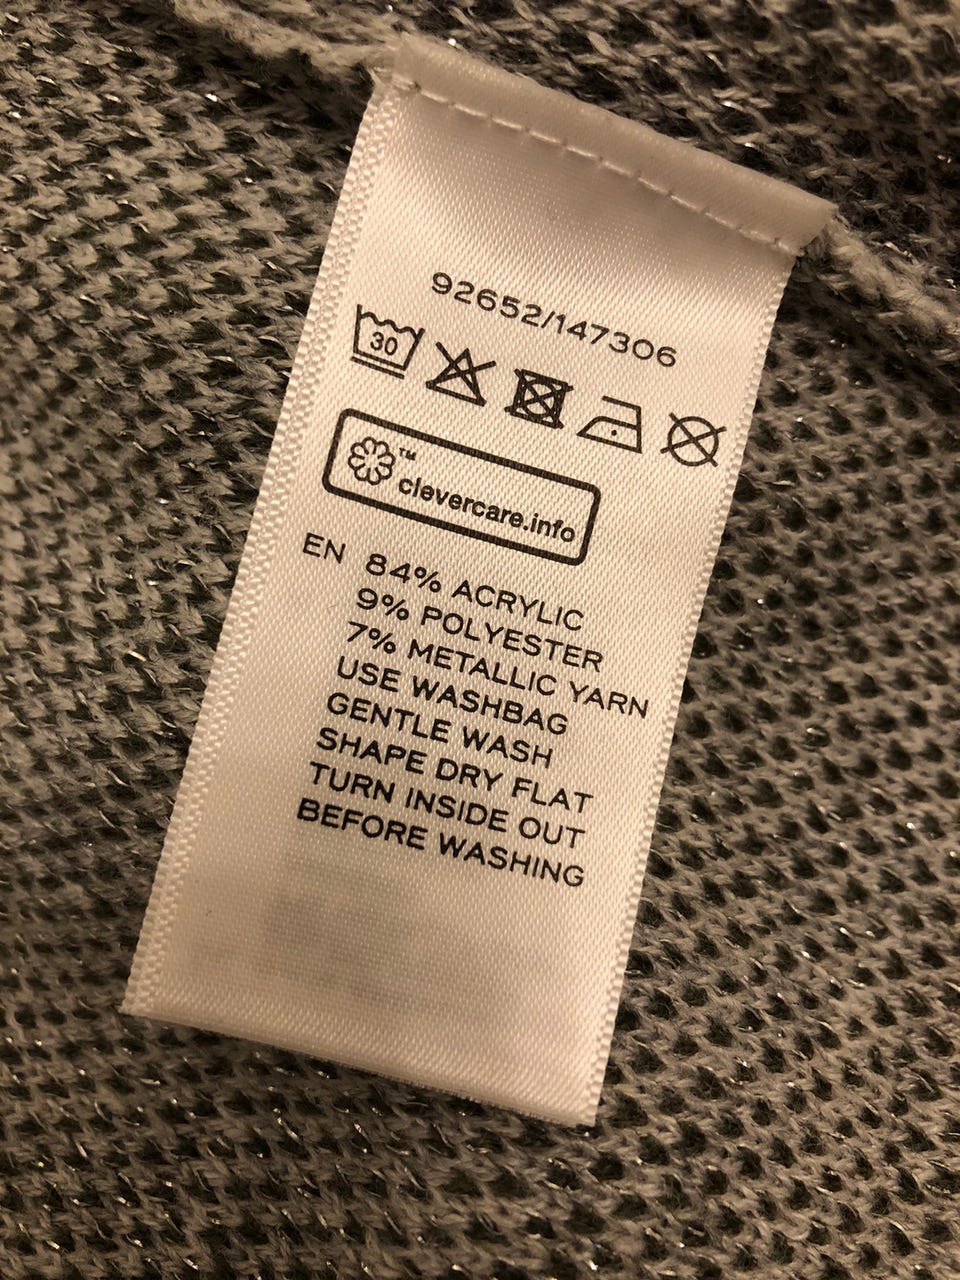 92652/147306
30
™
clevercare.info
EN 84% ACRYLIC
9% POLYESTER
7% METALLIC YARN
USE WASHBAG
GENTLE WASH
SHAPE DRY FLAT
TURN INSIDE OUT
BEFORE WASHING